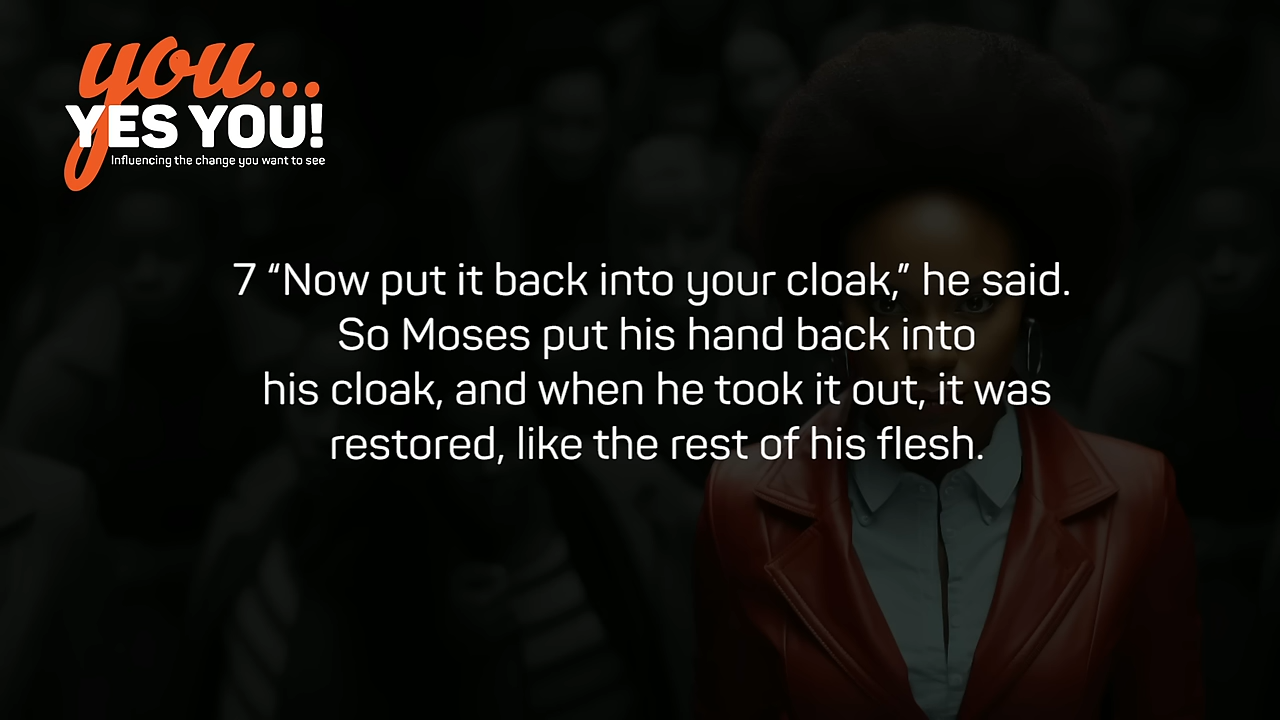 you...
YES YOU!
Influencing the change you want to see
7 “Now put it back into your cloak,” he said.
So Moses put his hand back into
his cloak, and when he took it out, it was
restored, like the rest of his flesh.